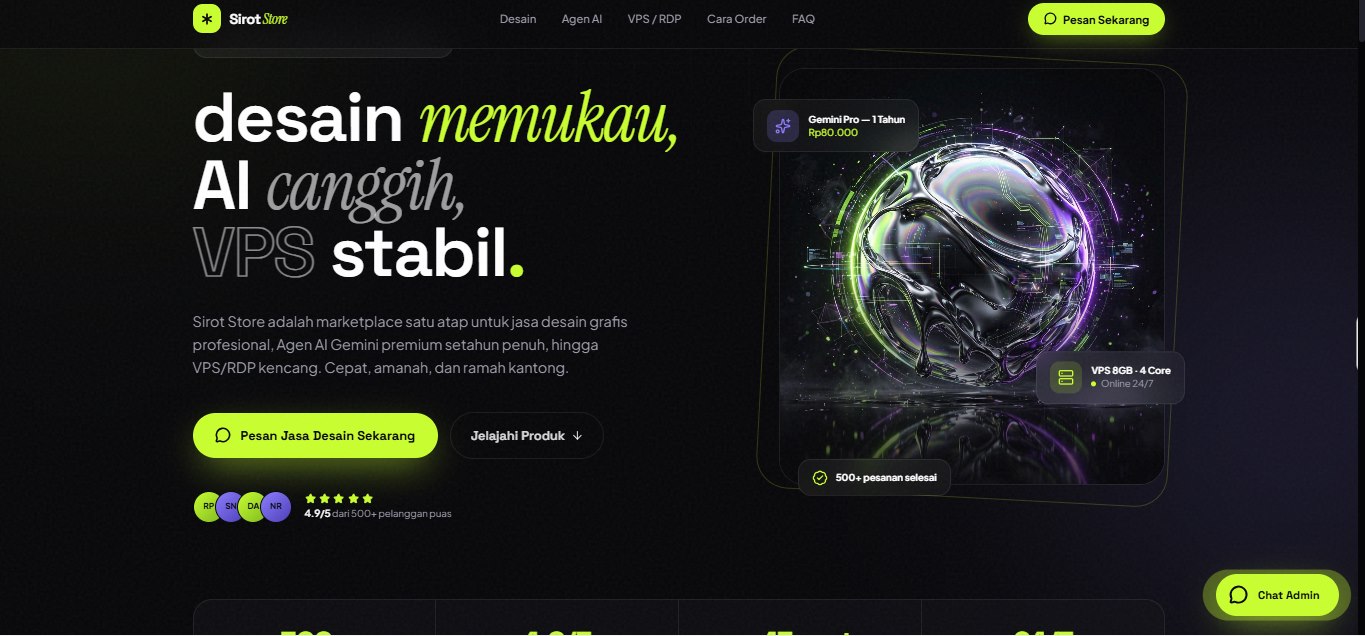 Sirot Store
Desain
Agen AI
VPS / RDP
Cara Order
FAQ
Pesan Sekarang
desain memukau,
AI canggih,
VPS stabil.
Sirot Store adalah marketplace satu atap untuk jasa desain grafis
profesional, Agen AI Gemini premium setahun penuh, hingga
VPS/RDP kencang. Cepat, amanah, dan ramah kantong.
Pesan Jasa Desain Sekarang
Jelajahi Produk ↓
RP
SN
DA
NR
4.9/5 dari 500+ pelanggan puas
Gemini Pro — 1 Tahun
Rp80.000
VPS 8GB · 4 Core
Online 24/7
500+ pesanan selesai
Chat Admin